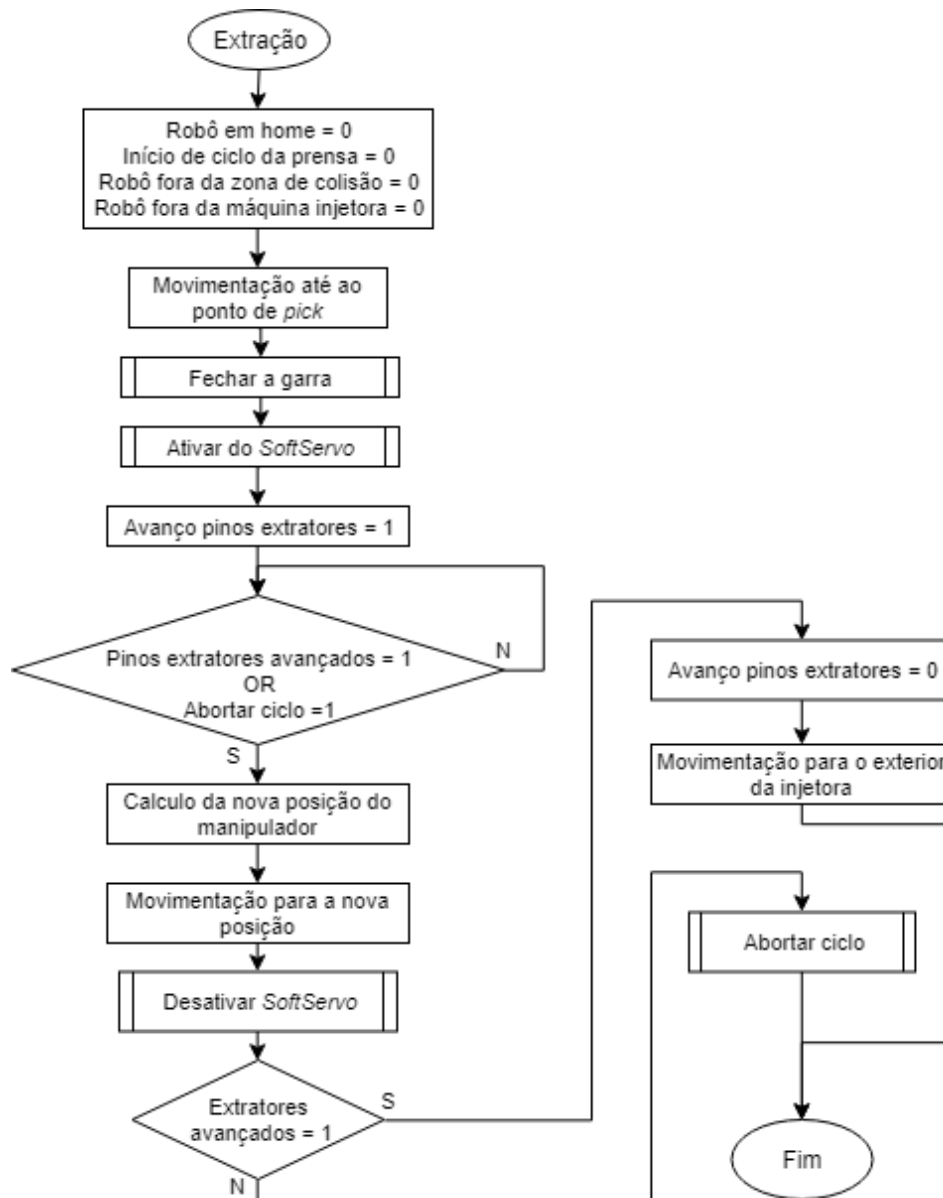 Extração
Robô em home = 0
Início de ciclo da prensa = 0
Robô fora da zona de colisão = 0
Robô fora da máquina injetora = 0
Movimentação até ao
ponto de pick
Fechar a garra
Ativar do SoftServo
Avanço pinos extratores = 1
Pinos extratores avançados = 1
OR
Abortar ciclo =1
N
S
Calculo da nova posição do
manipulador
Movimentação para a nova
posição
Desativar SoftServo
Extratores
avançados = 1
S
N
Avanço pinos extratores = 0
Movimentação para o exterior
da injetora
Abortar ciclo
Fim